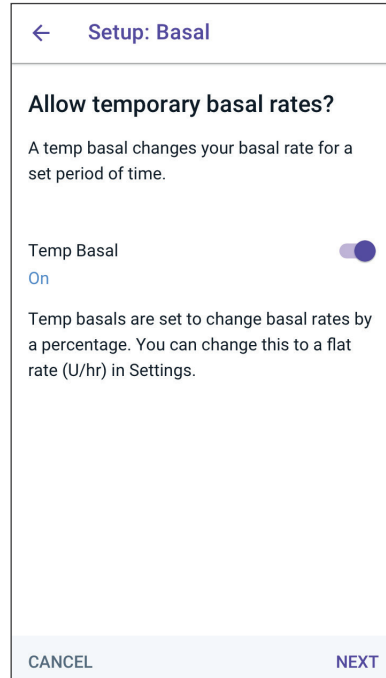 Setup: Basal
Allow temporary basal rates?
A temp basal changes your basal rate for a
set period of time.
Temp Basal
On
Temp basals are set to change basal rates by
a percentage. You can change this to a flat
rate (U/hr) in Settings.
CANCEL NEXT